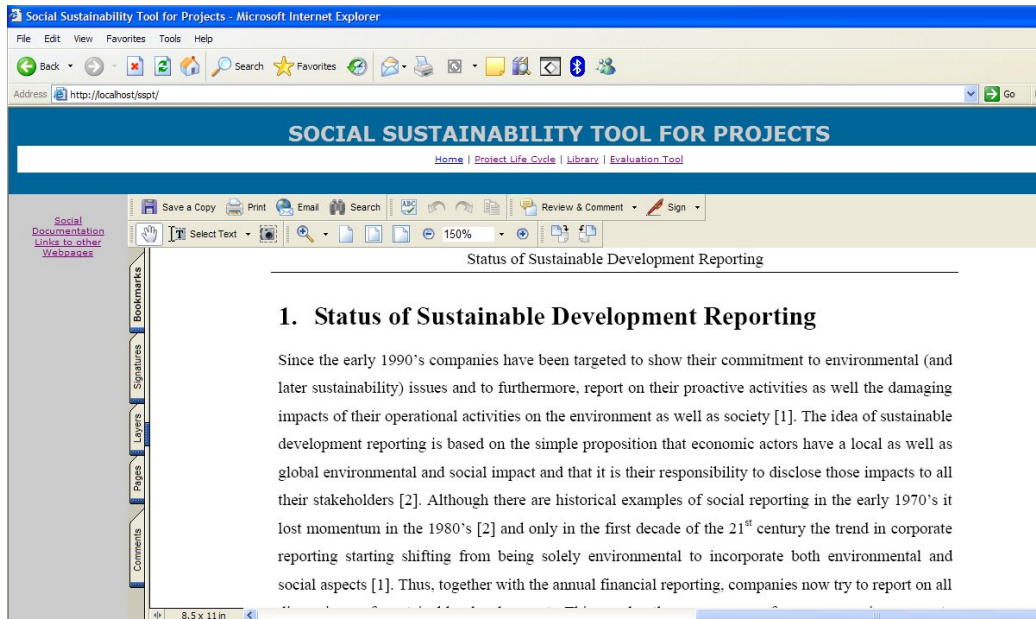 Social Sustainability Tool for Projects - Microsoft Internet Explorer
File Edit View Favorites Tools Help
Back Search Favorites
Address http://localhost/sspt/ Go
SOCIAL SUSTAINABILITY TOOL FOR PROJECTS
Home | Project Life Cycle | Library | Evaluation Tool
Social
Documentation
Links to other
Webpages
Save a Copy Print Email Search Review & Comment Sign
Select Text 150%
Bookmarks
Signatures
Layers
Pages
Comments
Status of Sustainable Development Reporting
1. Status of Sustainable Development Reporting
Since the early 1990's companies have been targeted to show their commitment to environmental (and
later sustainability) issues and to furthermore, report on their proactive activities as well the damaging
impacts of their operational activities on the environment as well as society [1]. The idea of sustainable
development reporting is based on the simple proposition that economic actors have a local as well as
global environmental and social impact and that it is their responsibility to disclose those impacts to all
their stakeholders [2]. Although there are historical examples of social reporting in the early 1970's it
lost momentum in the 1980's [2] and only in the first decade of the 21st century the trend in corporate
reporting starting shifting from being solely environmental to incorporate both environmental and
social aspects [1]. Thus, together with the annual financial reporting, companies now try to report on all
8.5 x 11 in